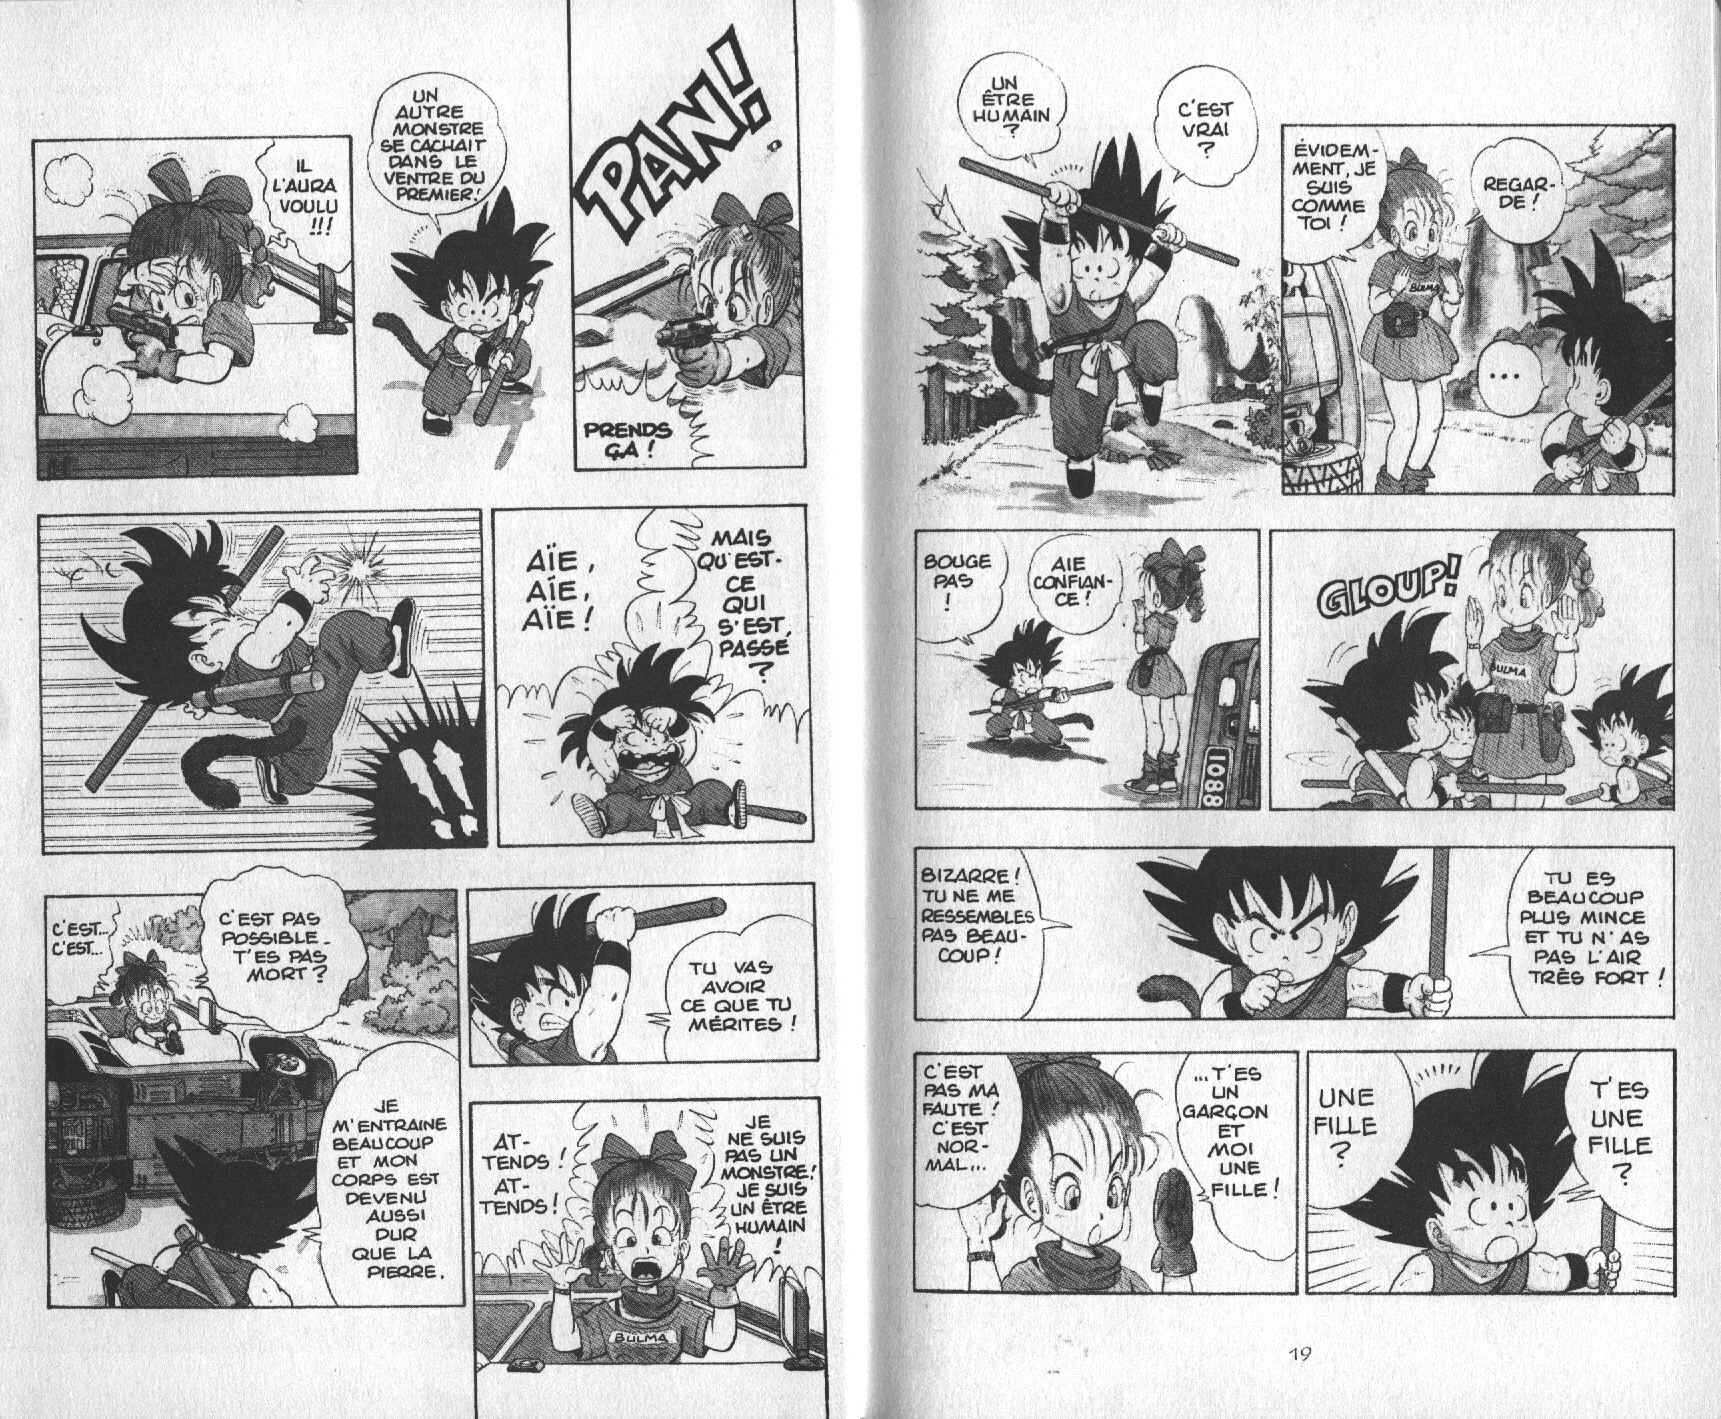 IL
L'AURA
VOULU
!!!
UN
AUTRE
MONSTRE
SE CACHAIT
DANS LE
VENTRE DU
PREMIER!
PAN!
PRENDS
ÇA !
AÏE,
AÏE,
AÏE !
MAIS
QU'EST-
CE
QUI
S'EST
PASSÉ
?
C'EST...
C'EST...
C'EST PAS
POSSIBLE_
T'ES PAS
MORT ?
JE
M'ENTRAINE
BEAUCOUP
ET MON
CORPS EST
DEVENU
AUSSI
DUR
QUE LA
PIERRE.
TU VAS
AVOIR
CE QUE TU
MÉRITES !
AT-
TENDS !
AT-
TENDS !
JE
NE SUIS
PAS UN
MONSTRE!
JE SUIS
UN ÊTRE
HUMAIN
!
BULMA
UN
ÊTRE
HUMAIN
?
C'EST
VRAI
?
ÉVIDEM-
MENT, JE
SUIS
COMME
TOI !
REGAR-
DE !
BULMA
...
BOUGE
PAS
!
AIE
CONFIAN-
CE !
1088
GLOUP!
BULMA
BIZARRE !
TU NE ME
RESSEMBLES
PAS BEAU-
COUP !
TU ES
BEAUCOUP
PLUS MINCE
ET TU N'AS
PAS L'AIR
TRÈS FORT !
C'EST
PAS MA
FAUTE !
C'EST
NOR-
MAL...
...T'ES
UN
GARÇON
ET
MOI
UNE
FILLE !
UNE
FILLE
?
T'ES
UNE
FILLE
?
19